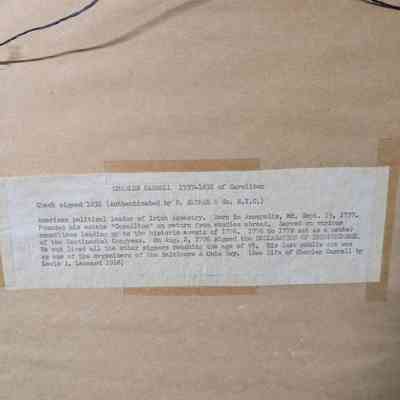 CHARLES CARROLL 1737-1832 of Carollton
Check signed 1832 (Authenticated by & Co. N.Y.C.)
American political leader of Irish ancestry. Born in Annapolis, Md. Sept. 19, 1737.
Founded his estate "Carollton" on return from studies abroad. Served on various
committees leading up to the historic events of 1776. 1776 to 1778 sat as a member
of the Continental Congress. On Aug. 2, 1776 signed the DECLARATION OF INDEPENDENCE.
He out lived all the other signers reaching the age of 95. His last public act was
as one of the organizers of the Baltimore & Ohio Rwy. (See life of Charles Carroll by
Lewis A. Leonard 1918)